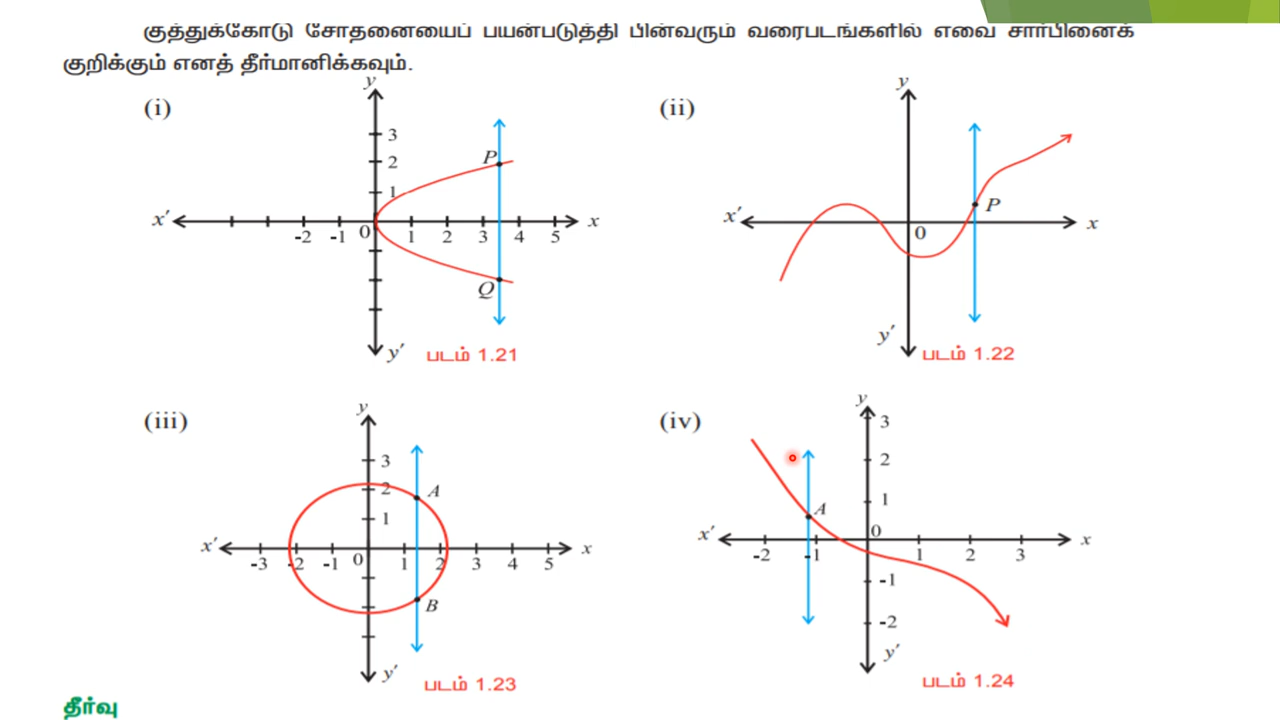 குத்துக்கோடு சோதனையைப் பயன்படுத்தி பின்வரும் வரைபடங்களில் எவை சார்பினைக்
குறிக்கும் எனத் தீர்மானிக்கவும்.
(i)
y
3
2
P
1
x′
-2 -1 0 1 2 3 4 5 x
Q
y′
படம் 1.21
(ii)
y
P
x′
0
x
y′
படம் 1.22
(iii)
y
3
2
A
1
x′
-3 -2 -1 0 1 2 3 4 5 x
B
y′
படம் 1.23
(iv)
y
3
2
1
A
0
x′
-2 -1 1 2 3 x
-1
-2
y′
படம் 1.24
தீர்வு